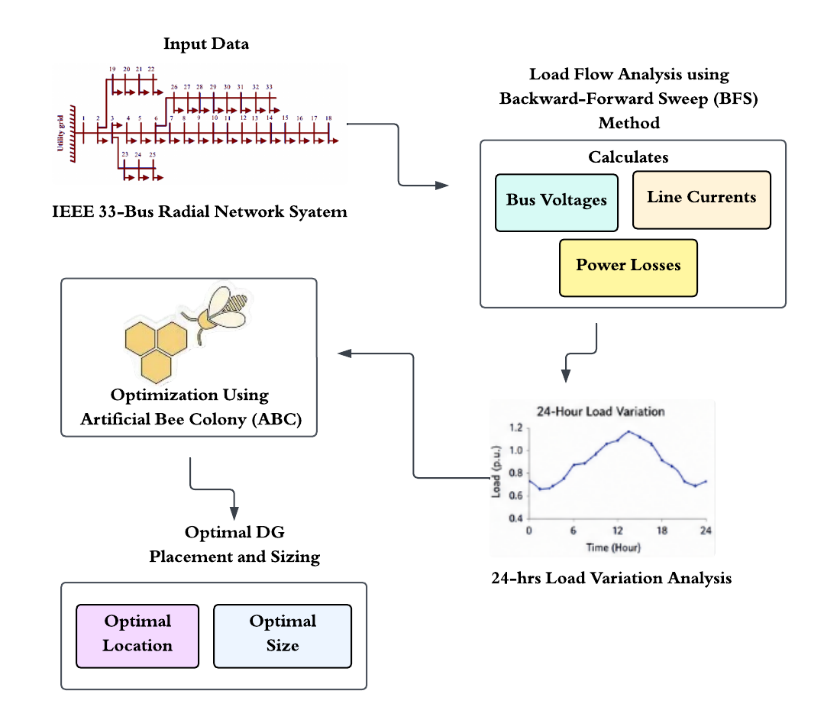 Input Data
19 20 21 22
26 27 28 29 30 31 32 33
Utility grid
1 2 3 4 5 6 7 8 9 10 11 12 13 14 15 16 17 18
23 24 25
IEEE 33-Bus Radial Network Syatem
Load Flow Analysis using
Backward-Forward Sweep (BFS)
Method
Calculates
Bus Voltages
Line Currents
Power Losses
Optimization Using
Artificial Bee Colony (ABC)
24-Hour Load Variation
Load (p.u.)
1.2
1.0
0.8
0.6
0.4
0 6 12 18 24
Time (Hour)
24-hrs Load Variation Analysis
Optimal DG
Placement and Sizing
Optimal
Location
Optimal
Size